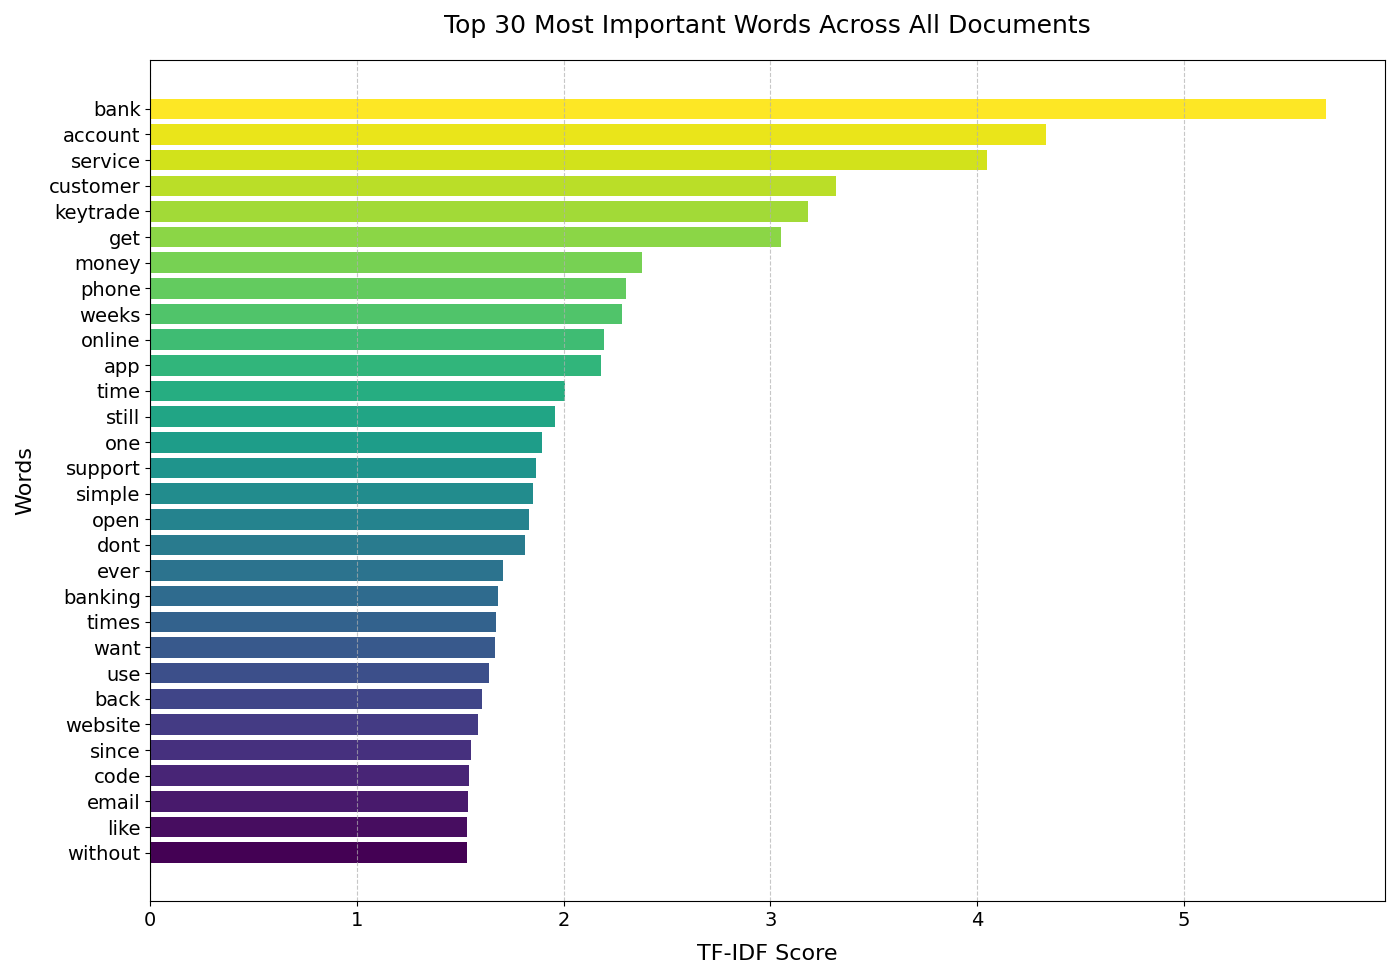 Top 30 Most Important Words Across All Documents
Words
bank
account
service
customer
keytrade
get
money
phone
weeks
online
app
time
still
one
support
simple
open
dont
ever
banking
times
want
use
back
website
since
code
email
like
without
0 1 2 3 4 5
TF-IDF Score